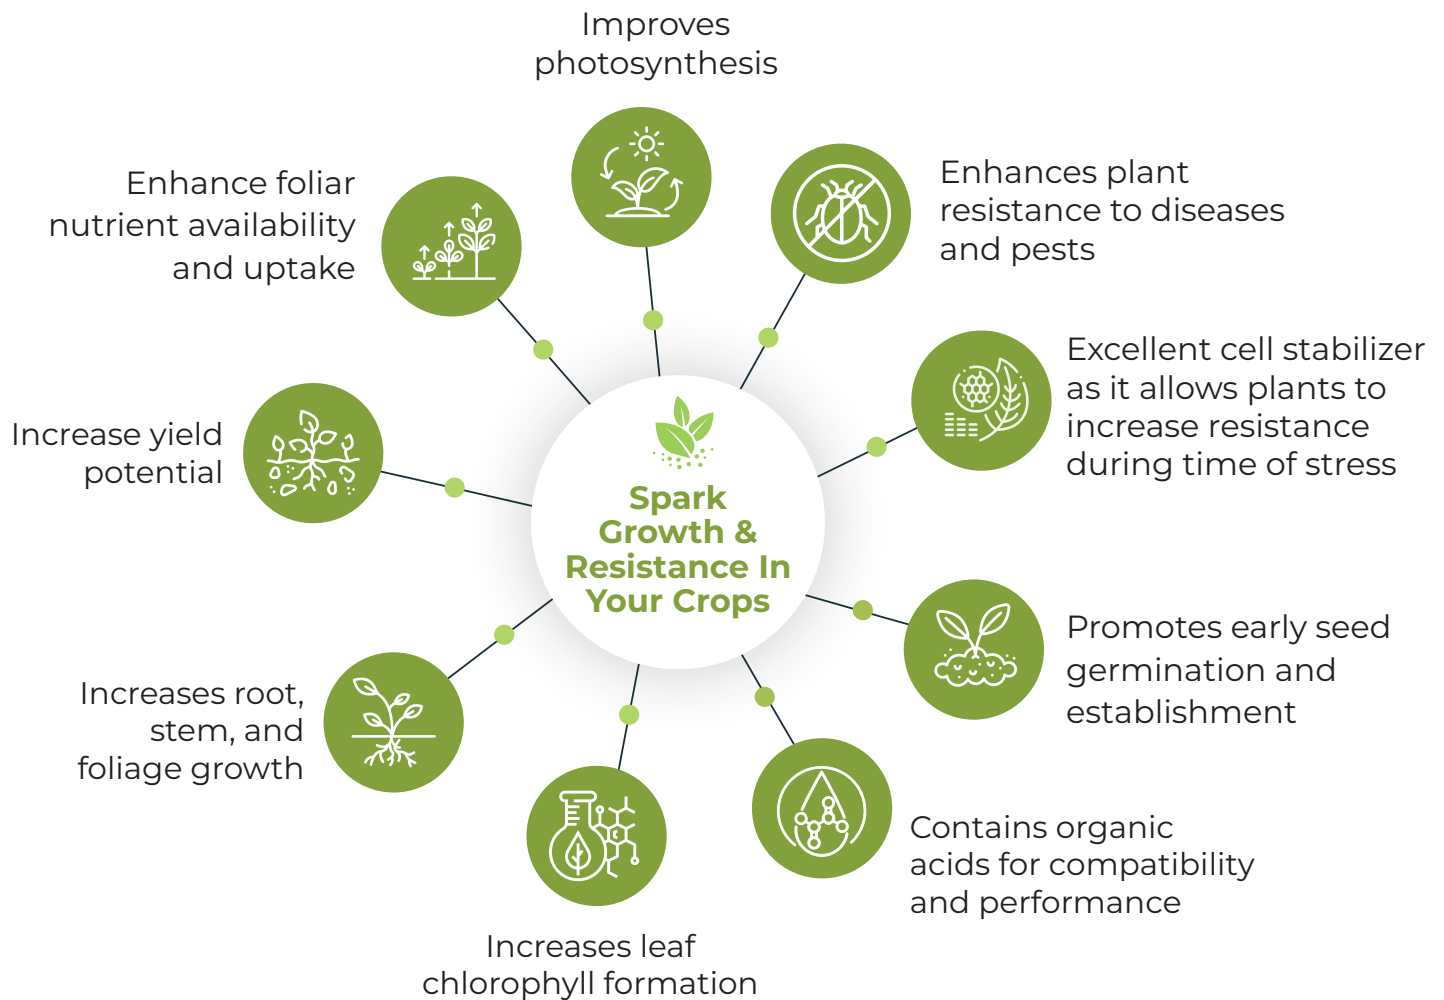 Improves
photosynthesis
Enhances plant
resistance to diseases
and pests
Excellent cell stabilizer
as it allows plants to
increase resistance
during time of stress
Promotes early seed
germination and
establishment
Contains organic
acids for compatibility
and performance
Increases leaf
chlorophyll formation
Increases root,
stem, and
foliage growth
Increase yield
potential
Enhance foliar
nutrient availability
and uptake
Spark
Growth &
Resistance In
Your Crops